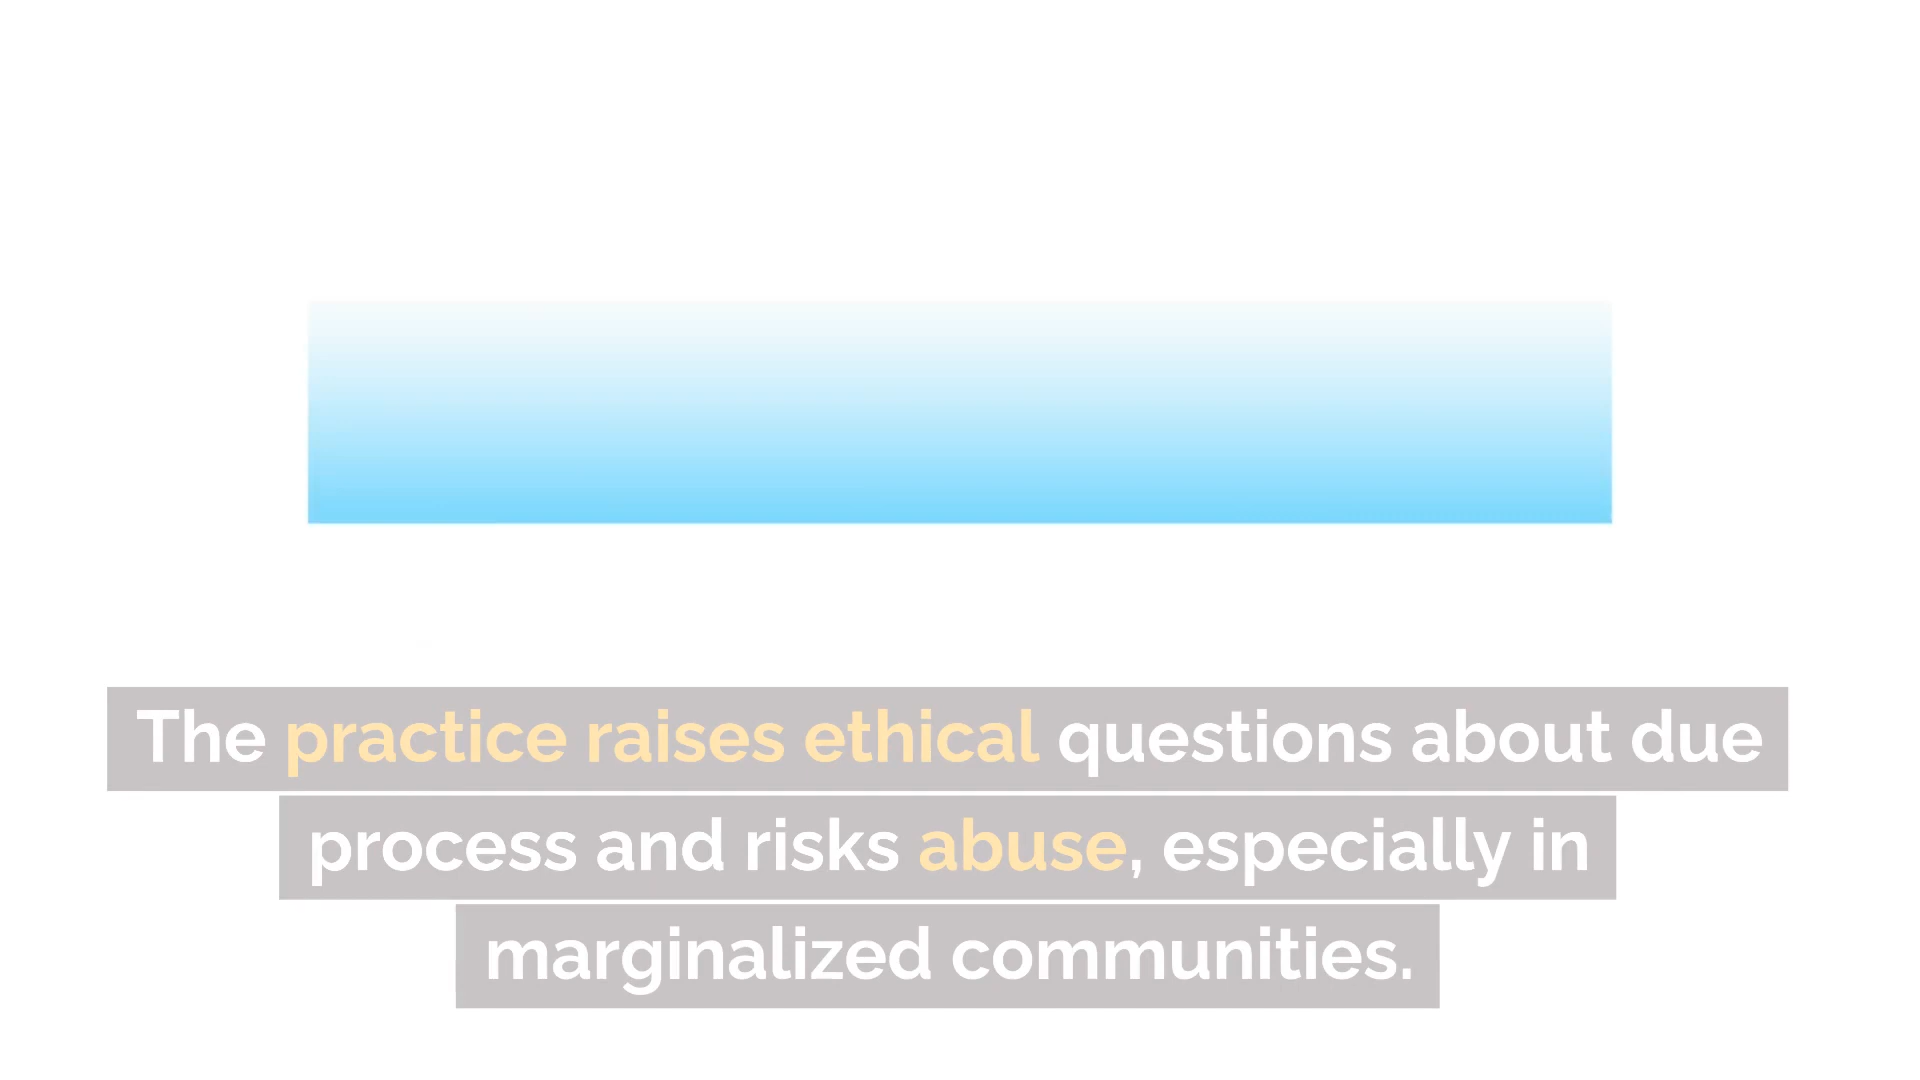 The practice raises ethical questions about due
process and risks abuse, especially in
marginalized communities.